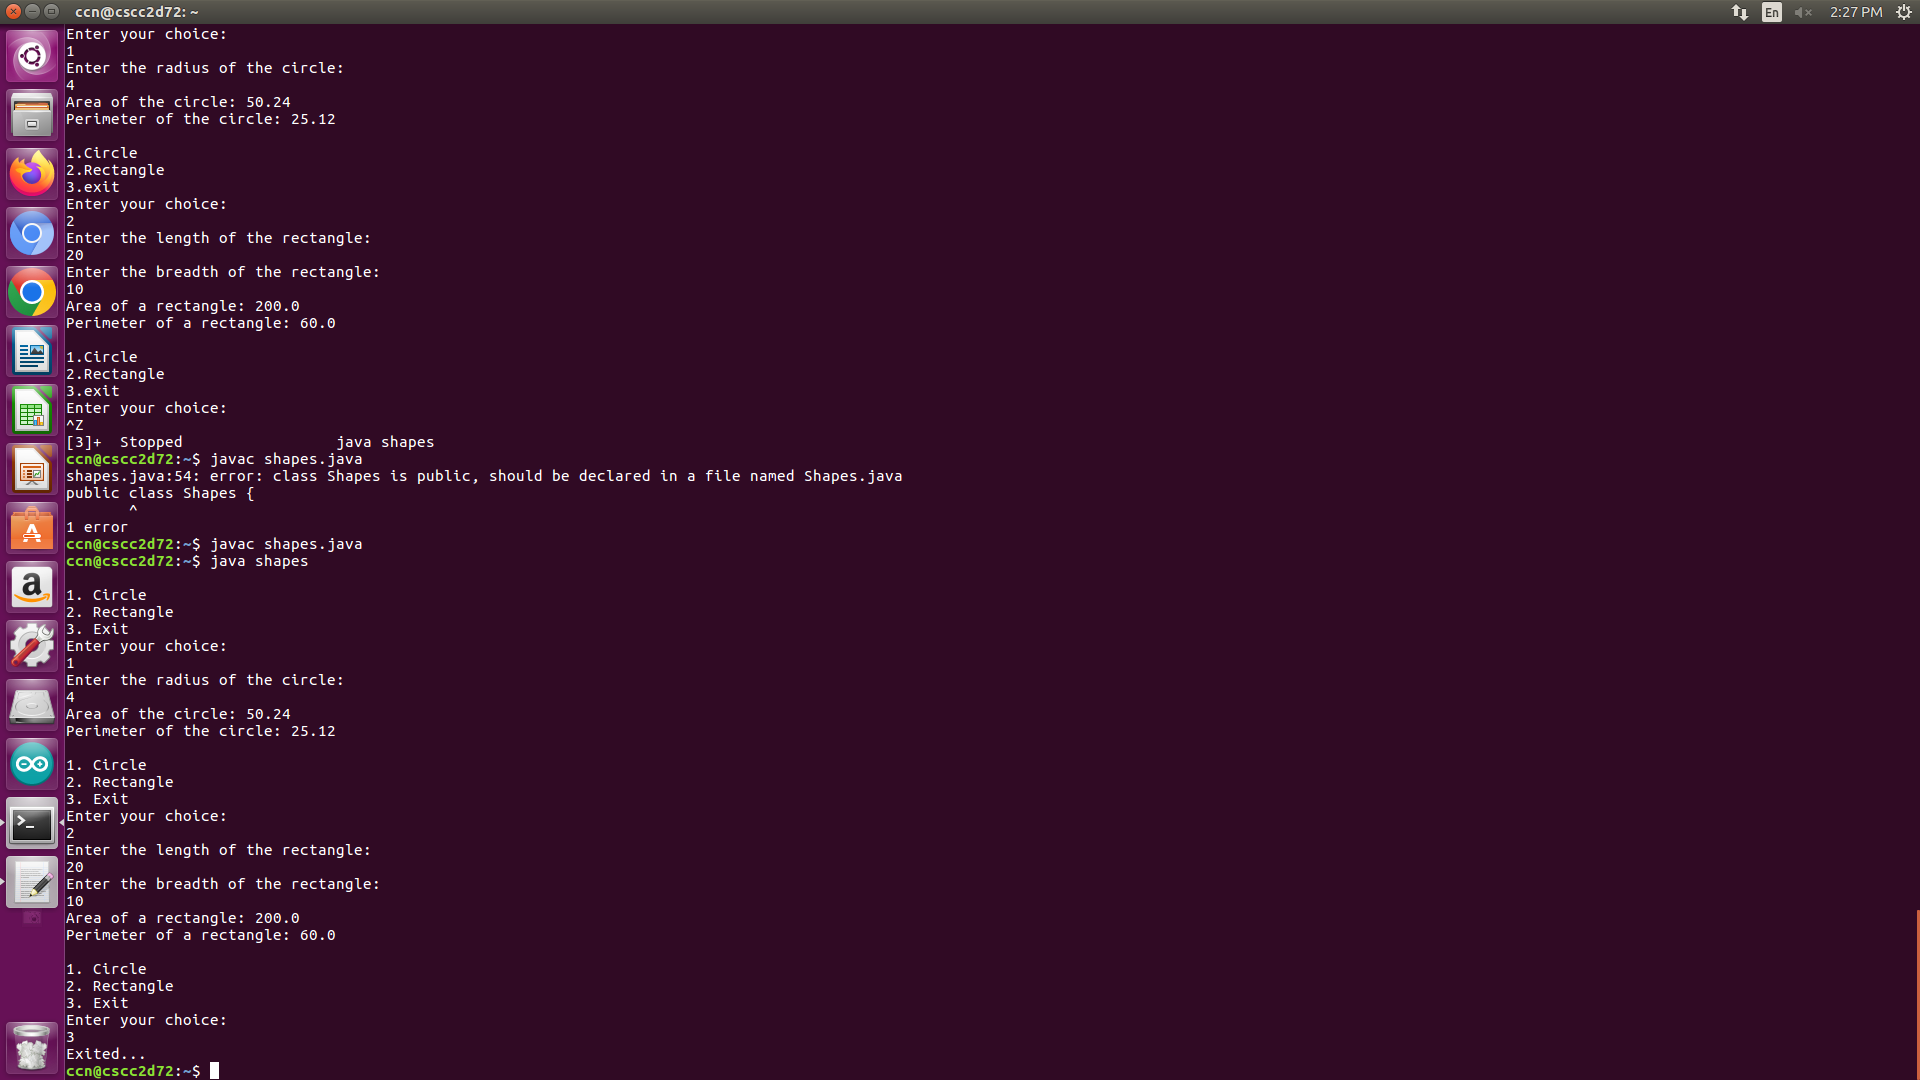 ccn@cscc2d72: ~
En
2:27 PM
Enter your choice:
1
Enter the radius of the circle:
4
Area of the circle: 50.24
Perimeter of the circle: 25.12
1.Circle
2.Rectangle
3.exit
Enter your choice:
2
Enter the length of the rectangle:
20
Enter the breadth of the rectangle:
10
Area of a rectangle: 200.0
Perimeter of a rectangle: 60.0
1.Circle
2.Rectangle
3.exit
Enter your choice:
^Z
[3]+  Stopped                 java shapes
ccn@cscc2d72:~$ javac shapes.java
shapes.java:54: error: class Shapes is public, should be declared in a file named Shapes.java
public class Shapes {
       ^
1 error
ccn@cscc2d72:~$ javac shapes.java
ccn@cscc2d72:~$ java shapes
1. Circle
2. Rectangle
3. Exit
Enter your choice:
1
Enter the radius of the circle:
4
Area of the circle: 50.24
Perimeter of the circle: 25.12
1. Circle
2. Rectangle
3. Exit
Enter your choice:
2
Enter the length of the rectangle:
20
Enter the breadth of the rectangle:
10
Area of a rectangle: 200.0
Perimeter of a rectangle: 60.0
1. Circle
2. Rectangle
3. Exit
Enter your choice:
3
Exited...
ccn@cscc2d72:~$